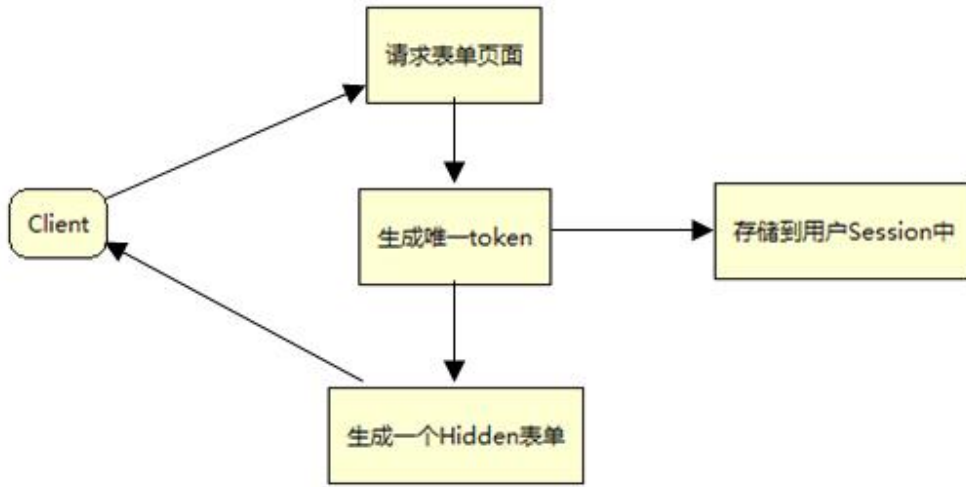 请求表单页面
Client
生成唯一token
存储到用户Session中
生成一个Hidden表单